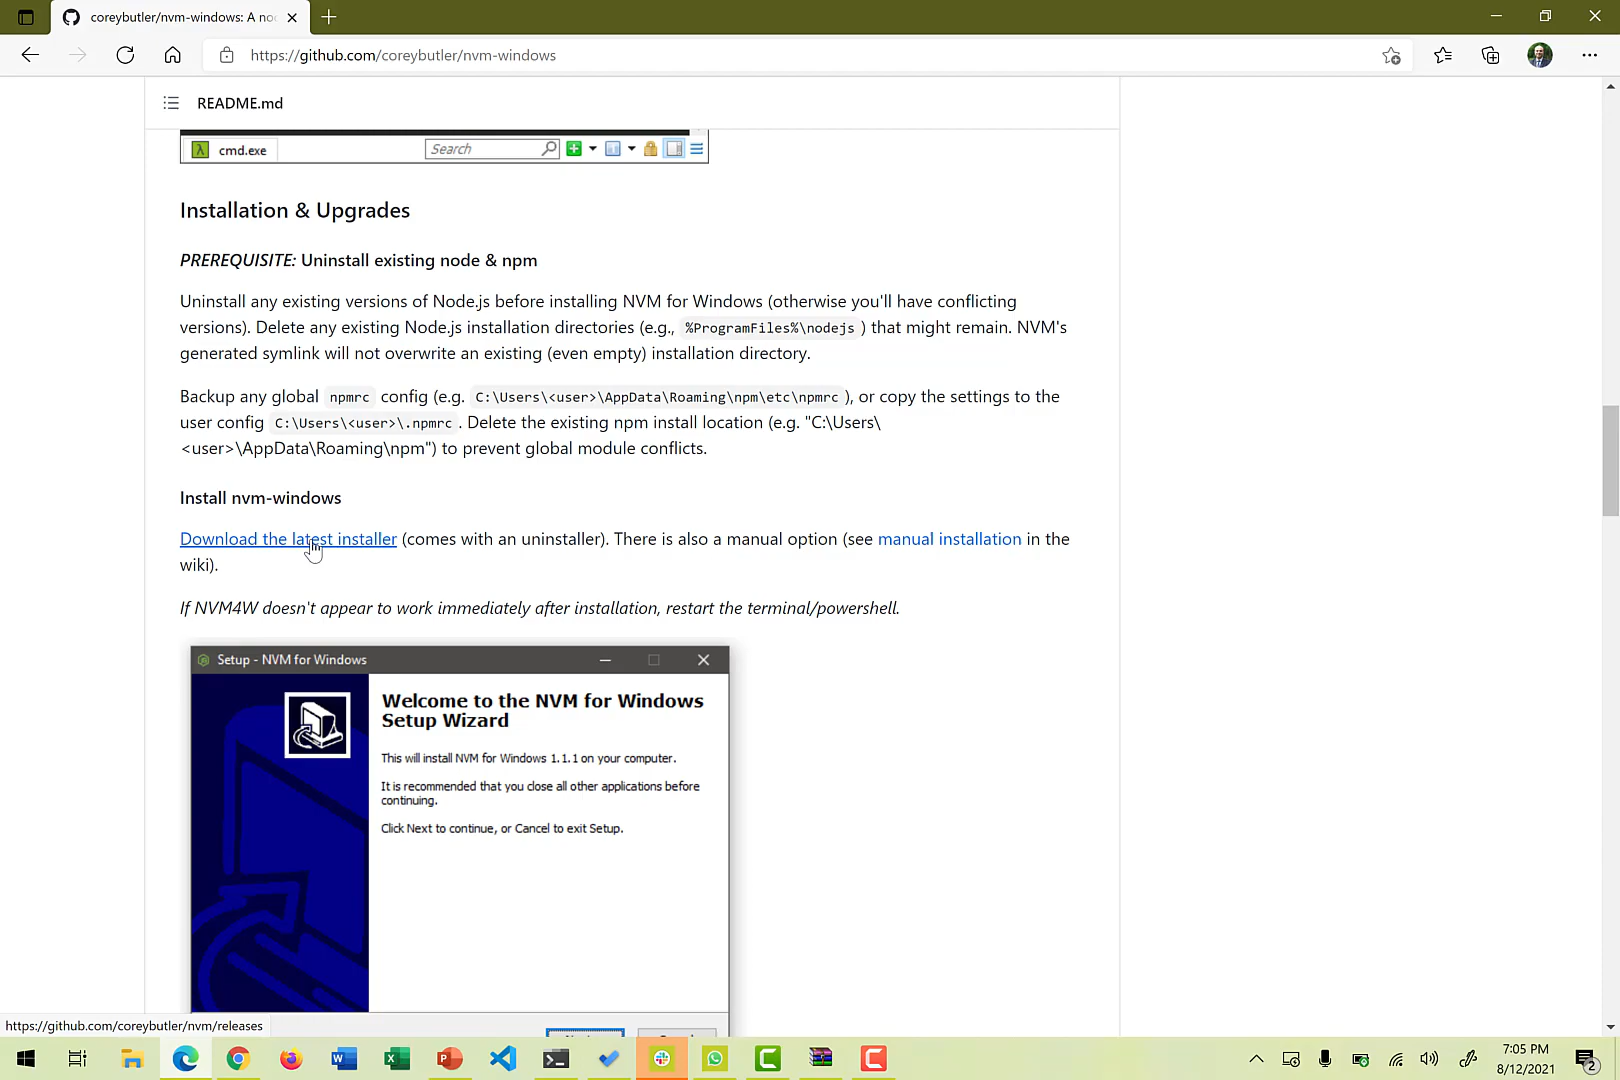 coreybutler/nvm-windows: A no
https://github.com/coreybutler/nvm-windows
README.md
cmd.exe
Search
Installation & Upgrades
PREREQUISITE: Uninstall existing node & npm
Uninstall any existing versions of Node.js before installing NVM for Windows (otherwise you'll have conflicting
versions). Delete any existing Node.js installation directories (e.g., %ProgramFiles%\nodejs ) that might remain. NVM's
generated symlink will not overwrite an existing (even empty) installation directory.
Backup any global npmrc config (e.g. C:\Users\<user>\AppData\Roaming\npm\etc\npmrc ), or copy the settings to the
user config C:\Users\<user>\.npmrc . Delete the existing npm install location (e.g. "C:\Users\
<user>\AppData\Roaming\npm") to prevent global module conflicts.
Install nvm-windows
Download the latest installer (comes with an uninstaller). There is also a manual option (see manual installation in the
wiki).
If NVM4W doesn't appear to work immediately after installation, restart the terminal/powershell.
Setup - NVM for Windows
Welcome to the NVM for Windows
Setup Wizard
This will install NVM for Windows 1.1.1 on your computer.
It is recommended that you close all other applications before
continuing.
Click Next to continue, or Cancel to exit Setup.
https://github.com/coreybutler/nvm/releases
7:05 PM
8/12/2021
2